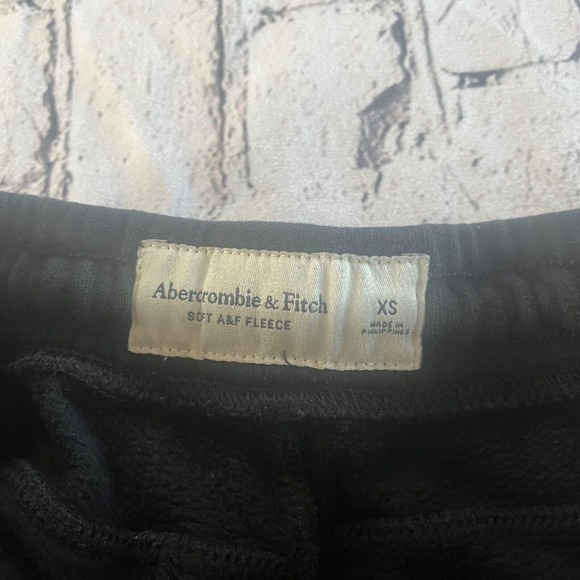 Abercrombie & Fitch
SOFT A&F FLEECE
XS
MADE IN
PHILIPPINES